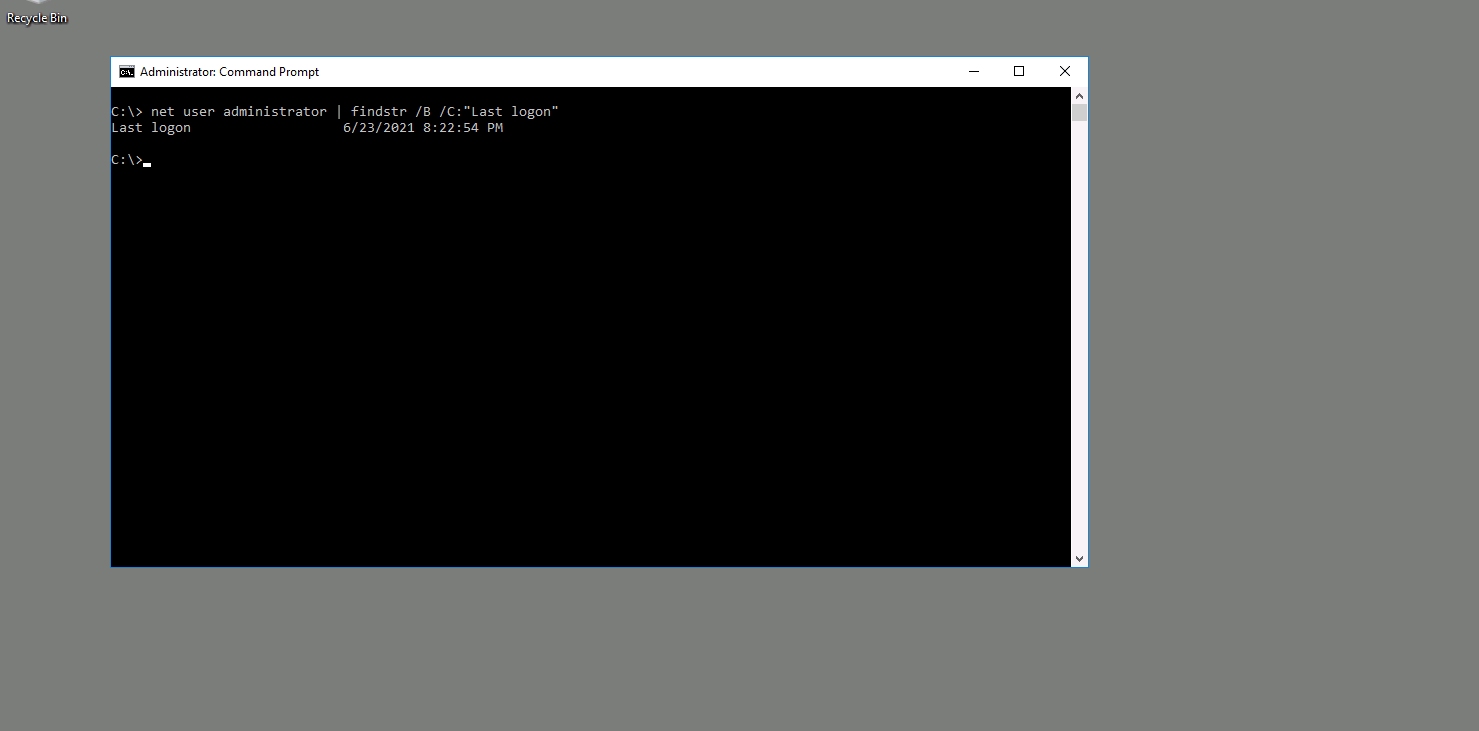 Recycle Bin
Administrator: Command Prompt
C:\> net user administrator | findstr /B /C:"Last logon"
Last logon                   6/23/2021 8:22:54 PM
C:\>